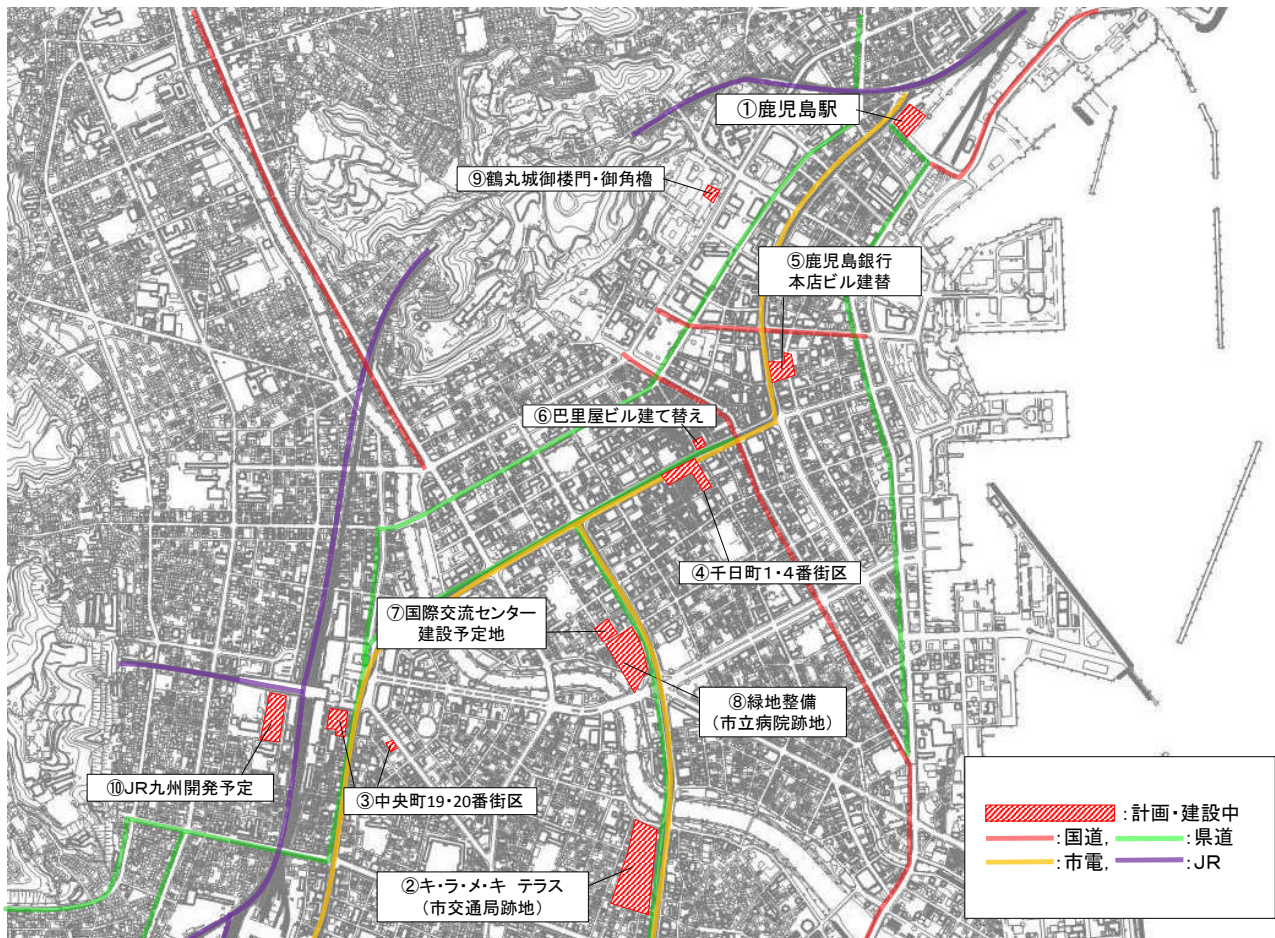 ①鹿児島駅
⑨鶴丸城御楼門・御角櫓
⑤鹿児島銀行
本店ビル建替
⑥巴里屋ビル建て替え
④千日町1・4番街区
⑦国際交流センター
建設予定地
⑧緑地整備
（市立病院跡地）
⑩JR九州開発予定
③中央町19・20番街区
②キ・ラ・メ・キ テラス
（市交通局跡地）
:計画・建設中
:国道, :県道
:市電, :JR